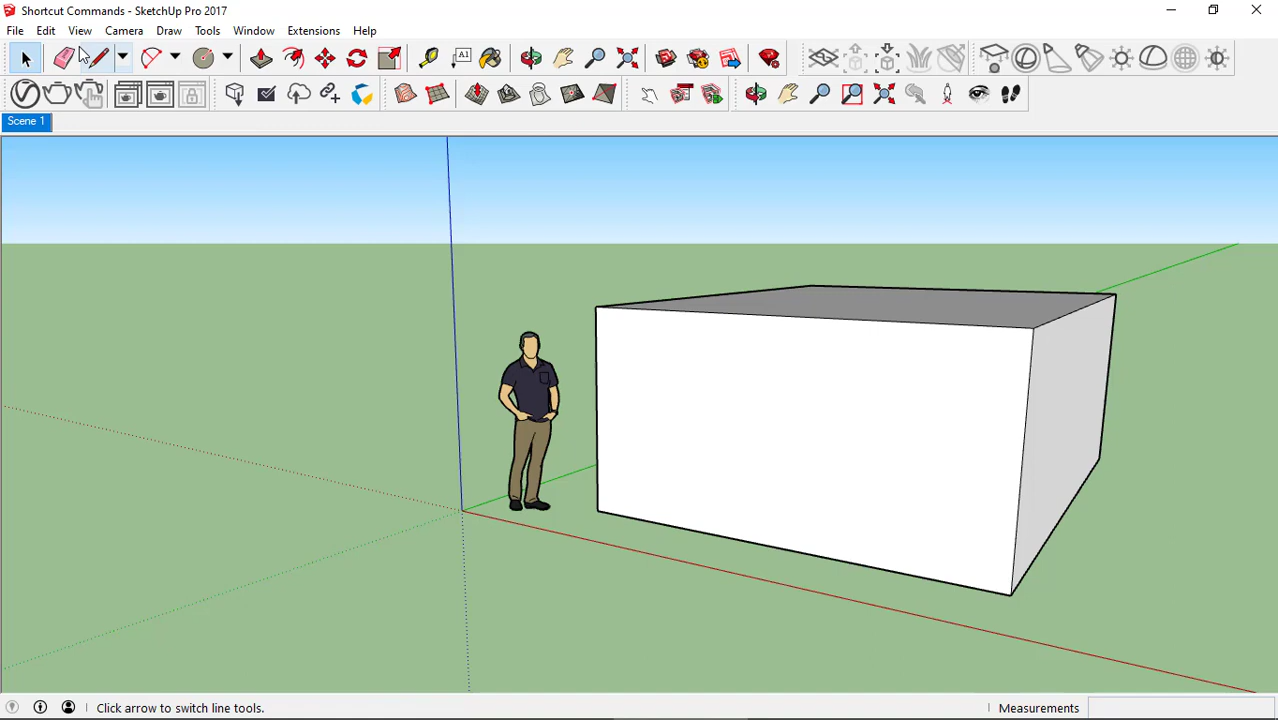 Shortcut Commands - SketchUp Pro 2017
File Edit View Camera Draw Tools Window Extensions Help
A1
Scene 1
Click arrow to switch line tools.
Measurements